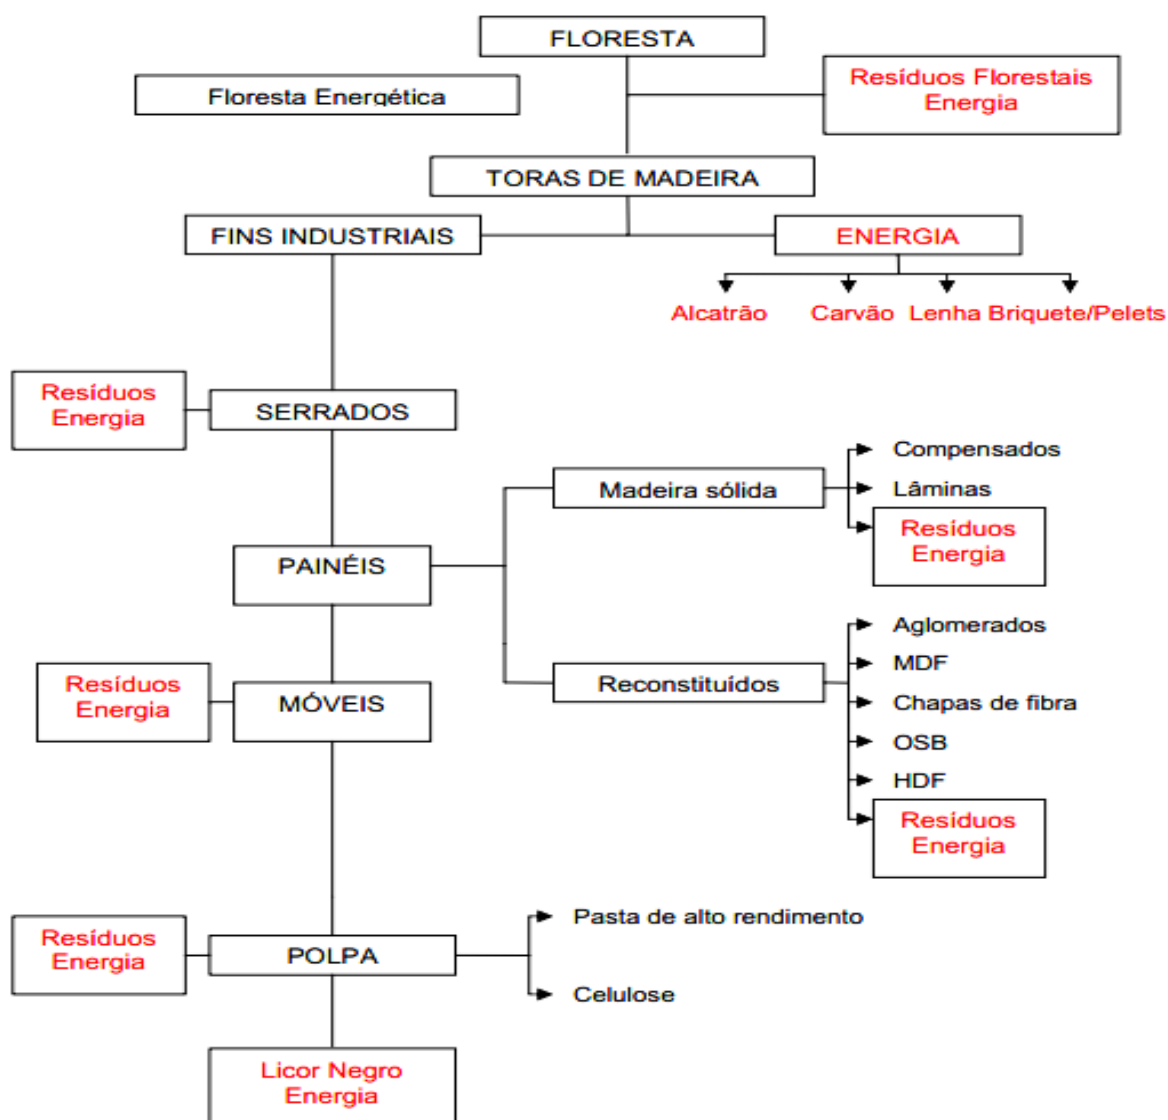 FLORESTA
Floresta Energética
Resíduos Florestais
Energia
TORAS DE MADEIRA
FINS INDUSTRIAIS
ENERGIA
Alcatrão
Carvão
Lenha
Briquete/Pelets
Resíduos
Energia
SERRADOS
Madeira sólida
Compensados
Lâminas
Resíduos
Energia
PAINÉIS
Reconstituídos
Aglomerados
MDF
Chapas de fibra
OSB
HDF
Resíduos
Energia
Resíduos
Energia
MÓVEIS
Resíduos
Energia
POLPA
Pasta de alto rendimento
Celulose
Licor Negro
Energia